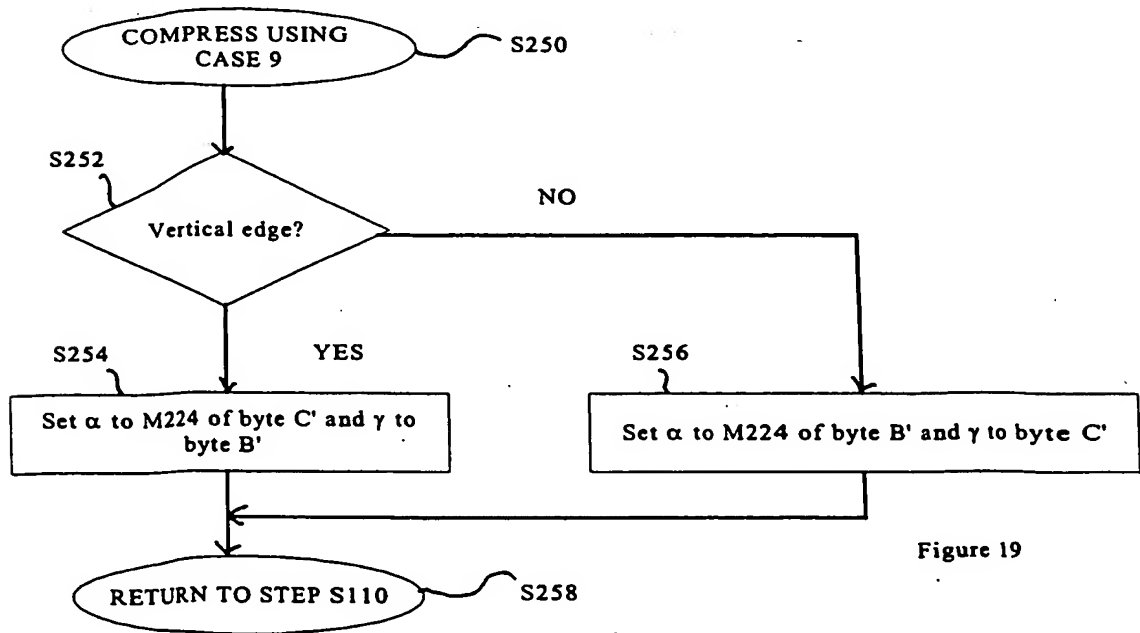 COMPRESS USING
CASE 9
S250
S252
Vertical edge?
NO
S254
YES
S256
Set α to M224 of byte C' and γ to
byte B'
Set α to M224 of byte B' and γ to byte C'
Figure 19
RETURN TO STEP S110
S258